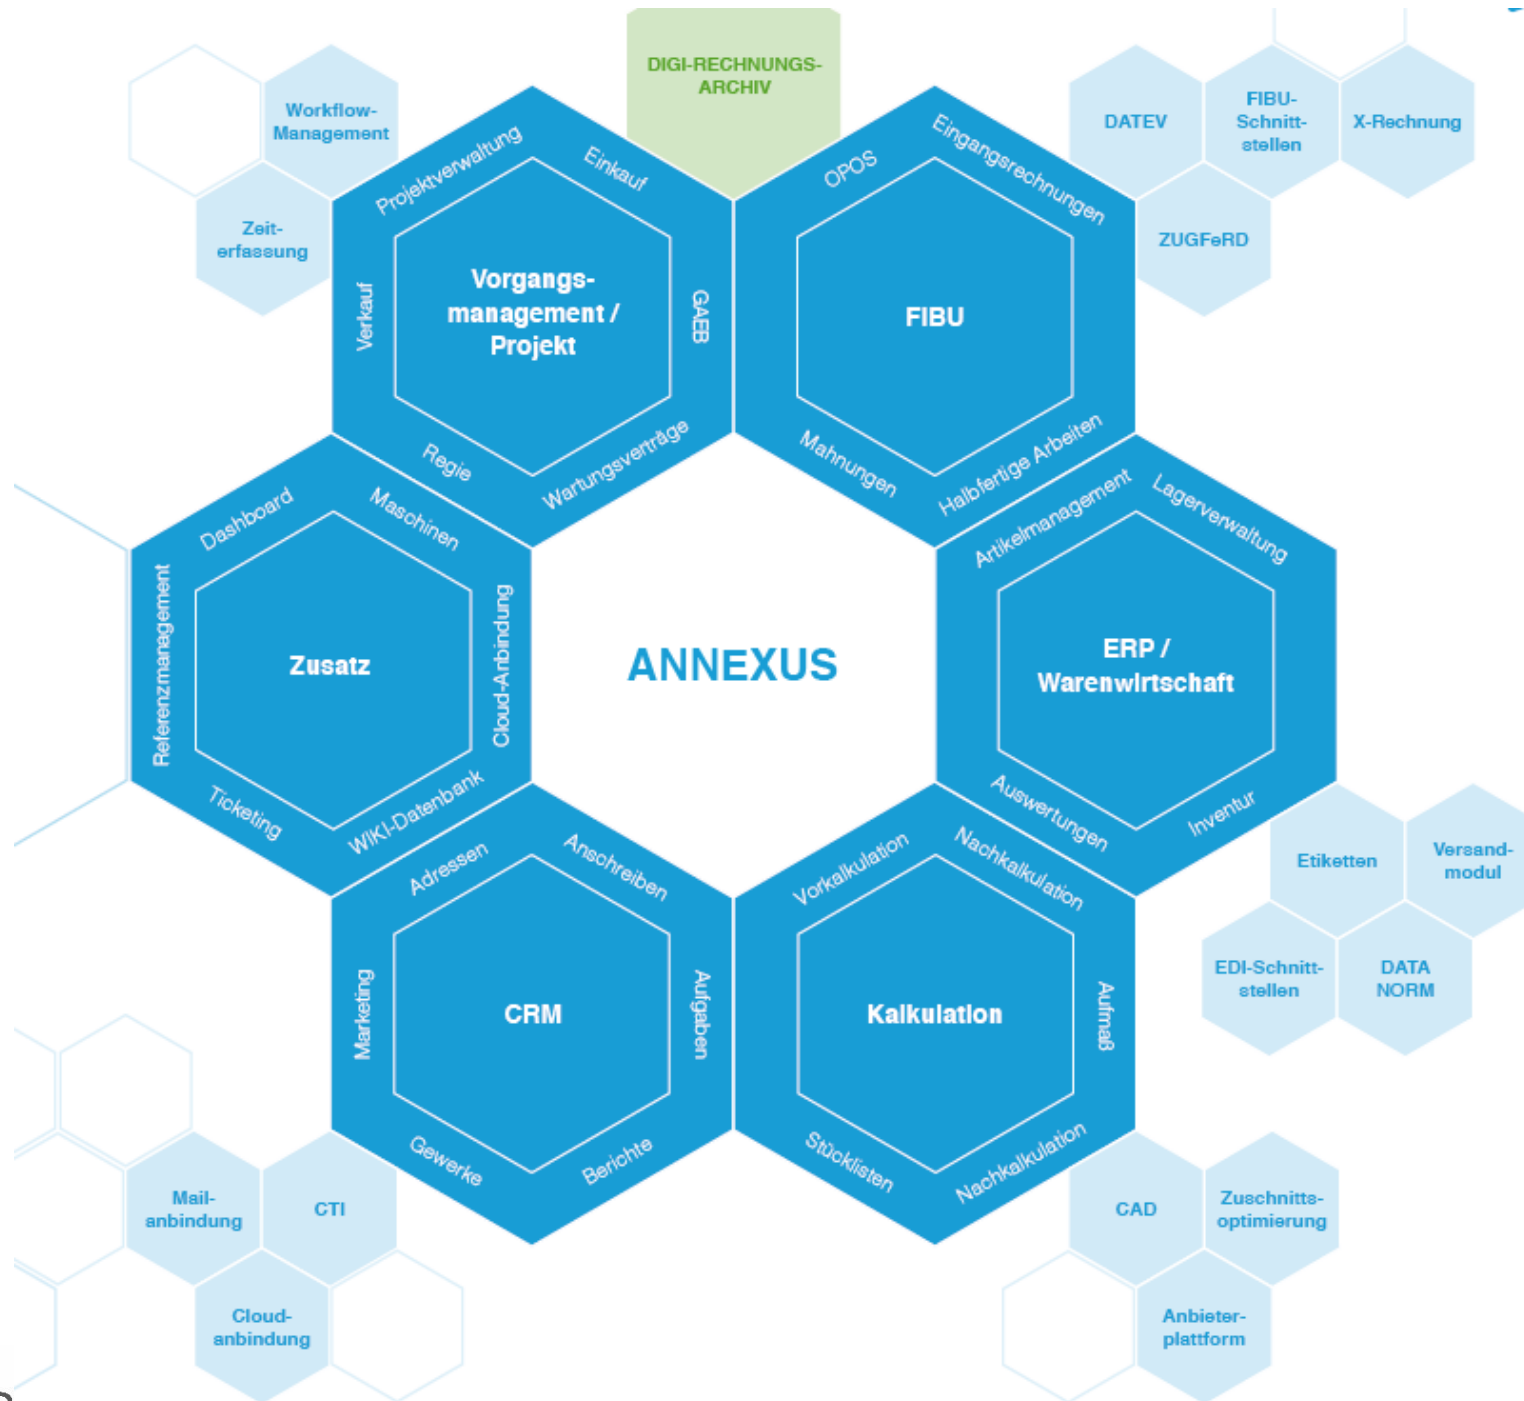 DIGI-RECHNUNGS-
ARCHIV
Workflow-
Management
Zeit-
erfassung
Projektverwaltung
Einkauf
Verkauf
GAEB
Regie
Wartungsverträge
Vorgangs-
management /
Projekt
OPOS
Eingangsrechnungen
Mahnungen
Halbfertige Arbeiten
FIBU
DATEV
FIBU-
Schnitt-
stellen
X-Rechnung
ZUGFeRD
Dashboard
Maschinen
Referenzmanagement
Cloud-Anbindung
Ticketing
WIKI-Datenbank
Zusatz
ANNEXUS
Artikelmanagement
Lagerverwaltung
Auswertungen
Inventur
ERP /
Warenwirtschaft
Etiketten
Versand-
modul
EDI-Schnitt-
stellen
DATA
NORM
Adressen
Anschreiben
Marketing
Aufgaben
Gewerke
Berichte
CRM
Vorkalkulation
Nachkalkulation
Aufmaß
Stücklisten
Nachkalkulation
Kalkulation
Mail-
anbindung
CTI
Cloud-
anbindung
CAD
Zuschnitts-
optimierung
Anbieter-
plattform